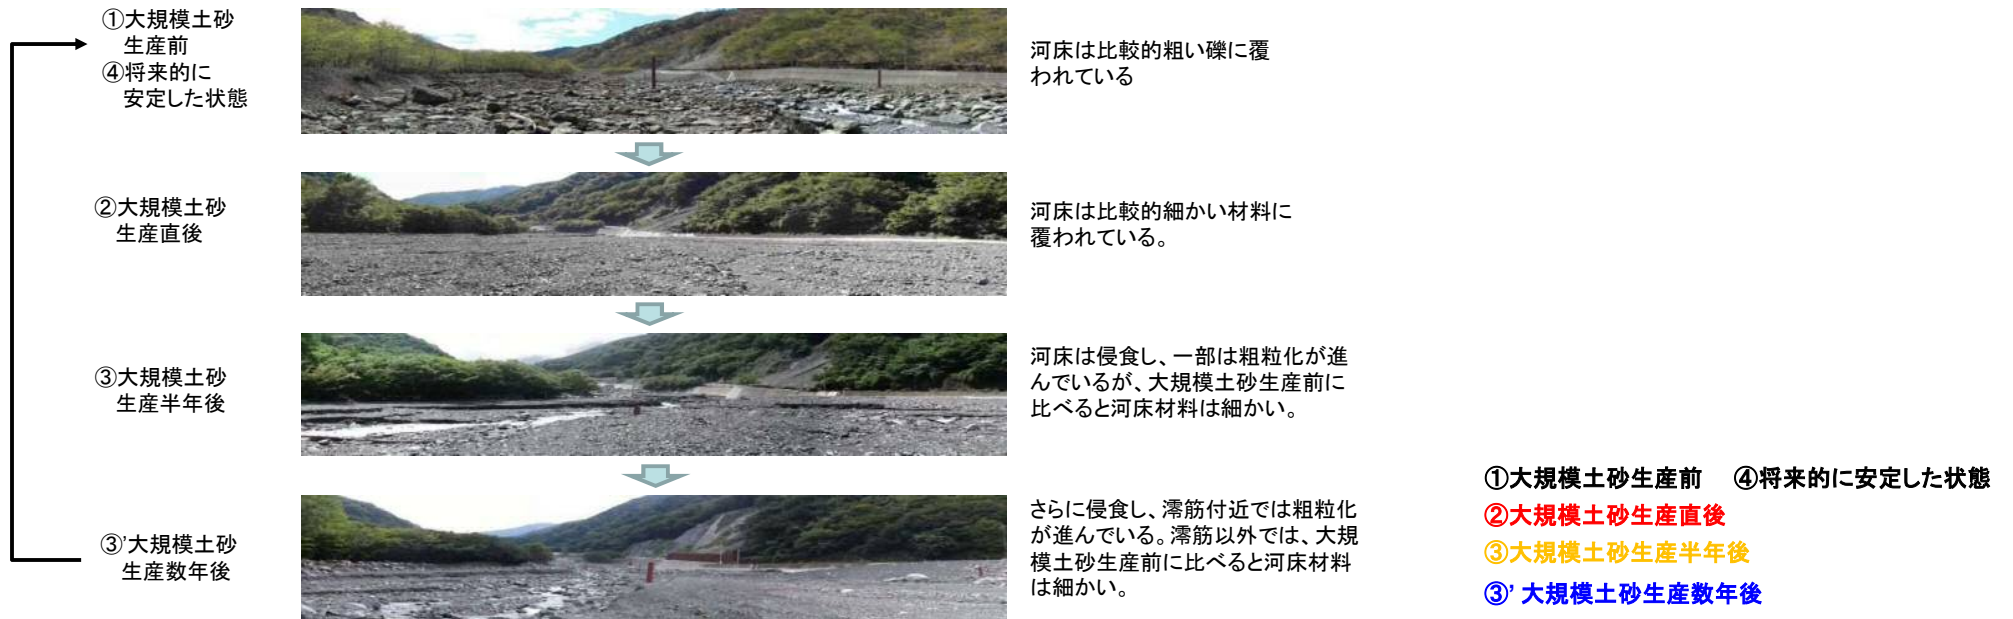 ①大規模土砂
生産前
④将来的に
安定した状態
河床は比較的粗い礫に覆
われている
②大規模土砂
生産直後
河床は比較的細かい材料に
覆われている。
③大規模土砂
生産半年後
河床は侵食し、一部は粗粒化が進
んでいるが、大規模土砂生産前に
比べると河床材料は細かい。
③’大規模土砂
生産数年後
さらに侵食し、澪筋付近では粗粒化
が進んでいる。澪筋以外では、大規
模土砂生産前に比べると河床材料
は細かい。
①大規模土砂生産前　④将来的に安定した状態
②大規模土砂生産直後
③大規模土砂生産半年後
③’ 大規模土砂生産数年後